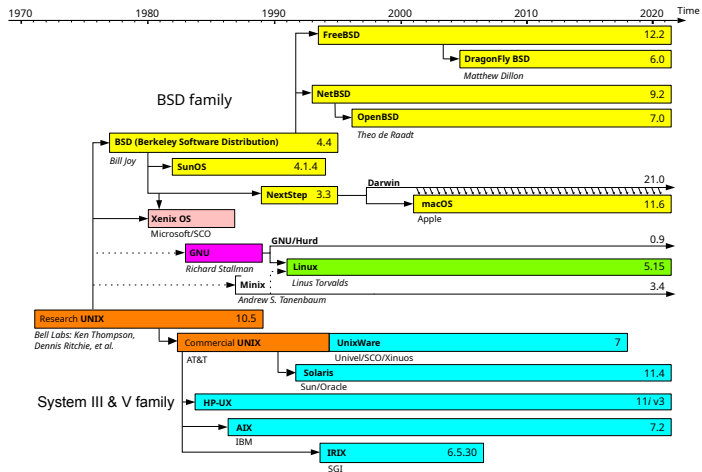 1970 1980 1990 2000 2010 2020 Time
FreeBSD 12.2
DragonFly BSD 6.0
Matthew Dillon
BSD family
NetBSD 9.2
OpenBSD 7.0
Theo de Raadt
BSD (Berkeley Software Distribution) 4.4
Bill Joy
SunOS 4.1.4
NextStep 3.3
Darwin 21.0
macOS 11.6
Apple
Xenix OS
Microsoft/SCO
GNU/Hurd 0.9
GNU
Richard Stallman
Linux 5.15
Linus Torvalds
Minix 3.4
Andrew S. Tanenbaum
Research UNIX 10.5
Bell Labs: Ken Thompson,
Dennis Ritchie, et al.
Commercial UNIX
AT&T
UnixWare 7
Univel/SCO/Xinuos
Solaris 11.4
Sun/Oracle
System III & V family
HP-UX 11i v3
AIX 7.2
IBM
IRIX 6.5.30
SGI